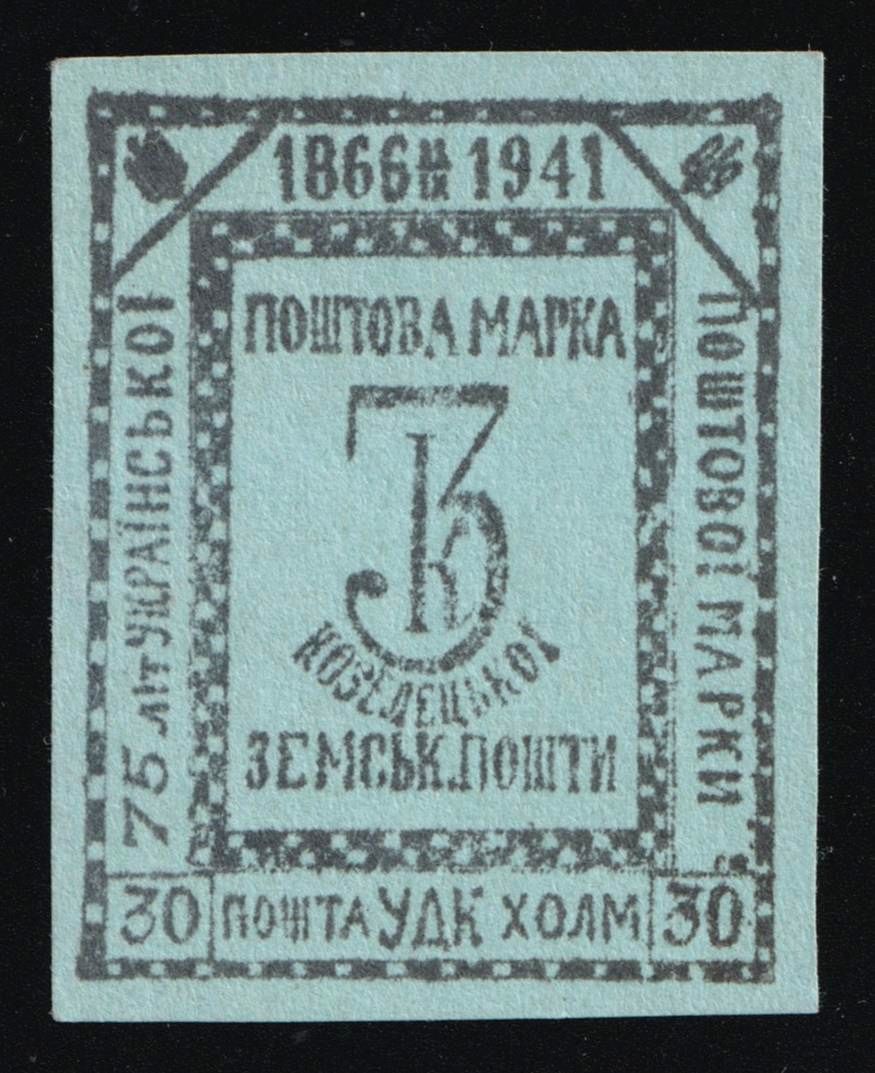 1866 1941
75 ЛІТ УКРАЇНСЬКОЇ
ПОШТОВА МАРКА
3 К
КОЗЕЛЕЦЬКОЇ
ЗЕМСЬК. ПОШТИ
ПОШТОВОЇ МАРКИ
30 ПОШТА УДК ХОЛМ 30